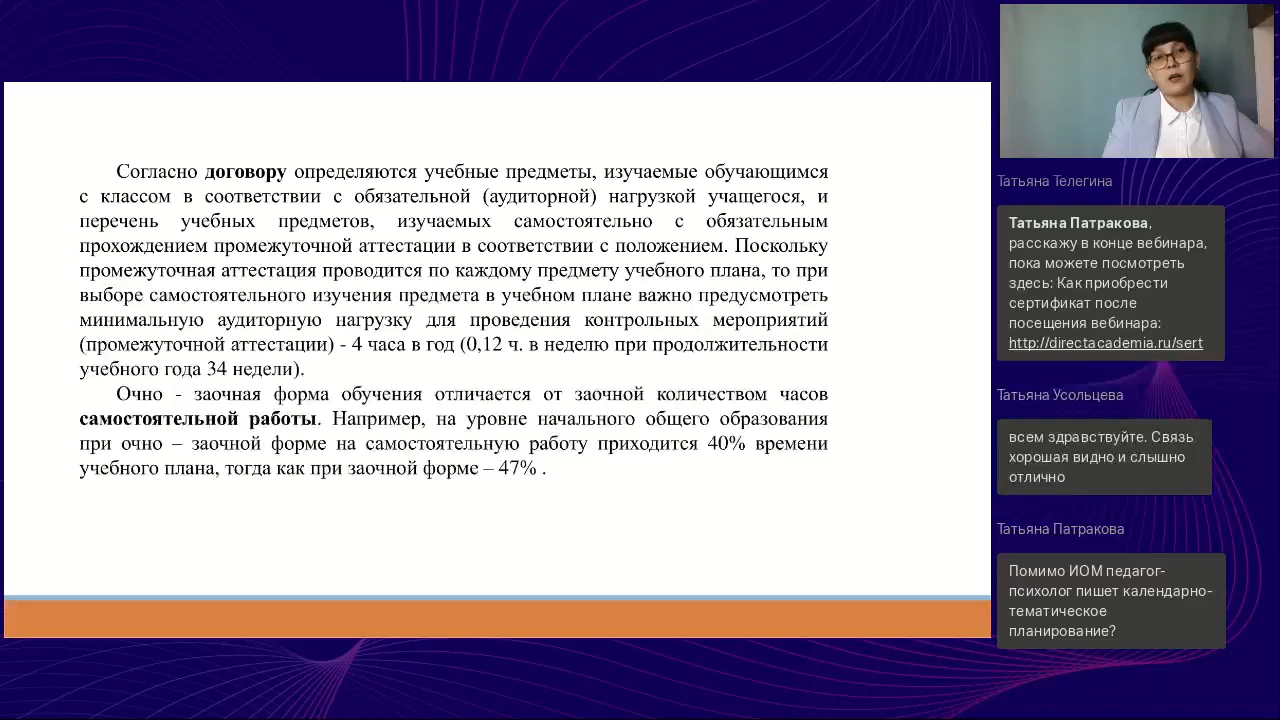 Согласно договору определяются учебные предметы, изучаемые обучающимся
с классом в соответствии с обязательной (аудиторной) нагрузкой учащегося, и
перечень учебных предметов, изучаемых самостоятельно с обязательным
прохождением промежуточной аттестации в соответствии с положением. Поскольку
промежуточная аттестация проводится по каждому предмету учебного плана, то при
выборе самостоятельного изучения предмета в учебном плане важно предусмотреть
минимальную аудиторную нагрузку для проведения контрольных мероприятий
(промежуточной аттестации) - 4 часа в год (0,12 ч. в неделю при продолжительности
учебного года 34 недели).
Очно - заочная форма обучения отличается от заочной количеством часов
самостоятельной работы. Например, на уровне начального общего образования
при очно – заочной форме на самостоятельную работу приходится 40% времени
учебного плана, тогда как при заочной форме – 47% .
Татьяна Телегина
Татьяна Патракова,
расскажу в конце вебинара,
пока можете посмотреть
здесь: Как приобрести
сертификат после
посещения вебинара:
http://directacademia.ru/sert
Татьяна Усольцева
всем здравствуйте. Связь
хорошая видно и слышно
отлично
Татьяна Патракова
Помимо ИОМ педагог-
психолог пишет календарно-
тематическое
планирование?